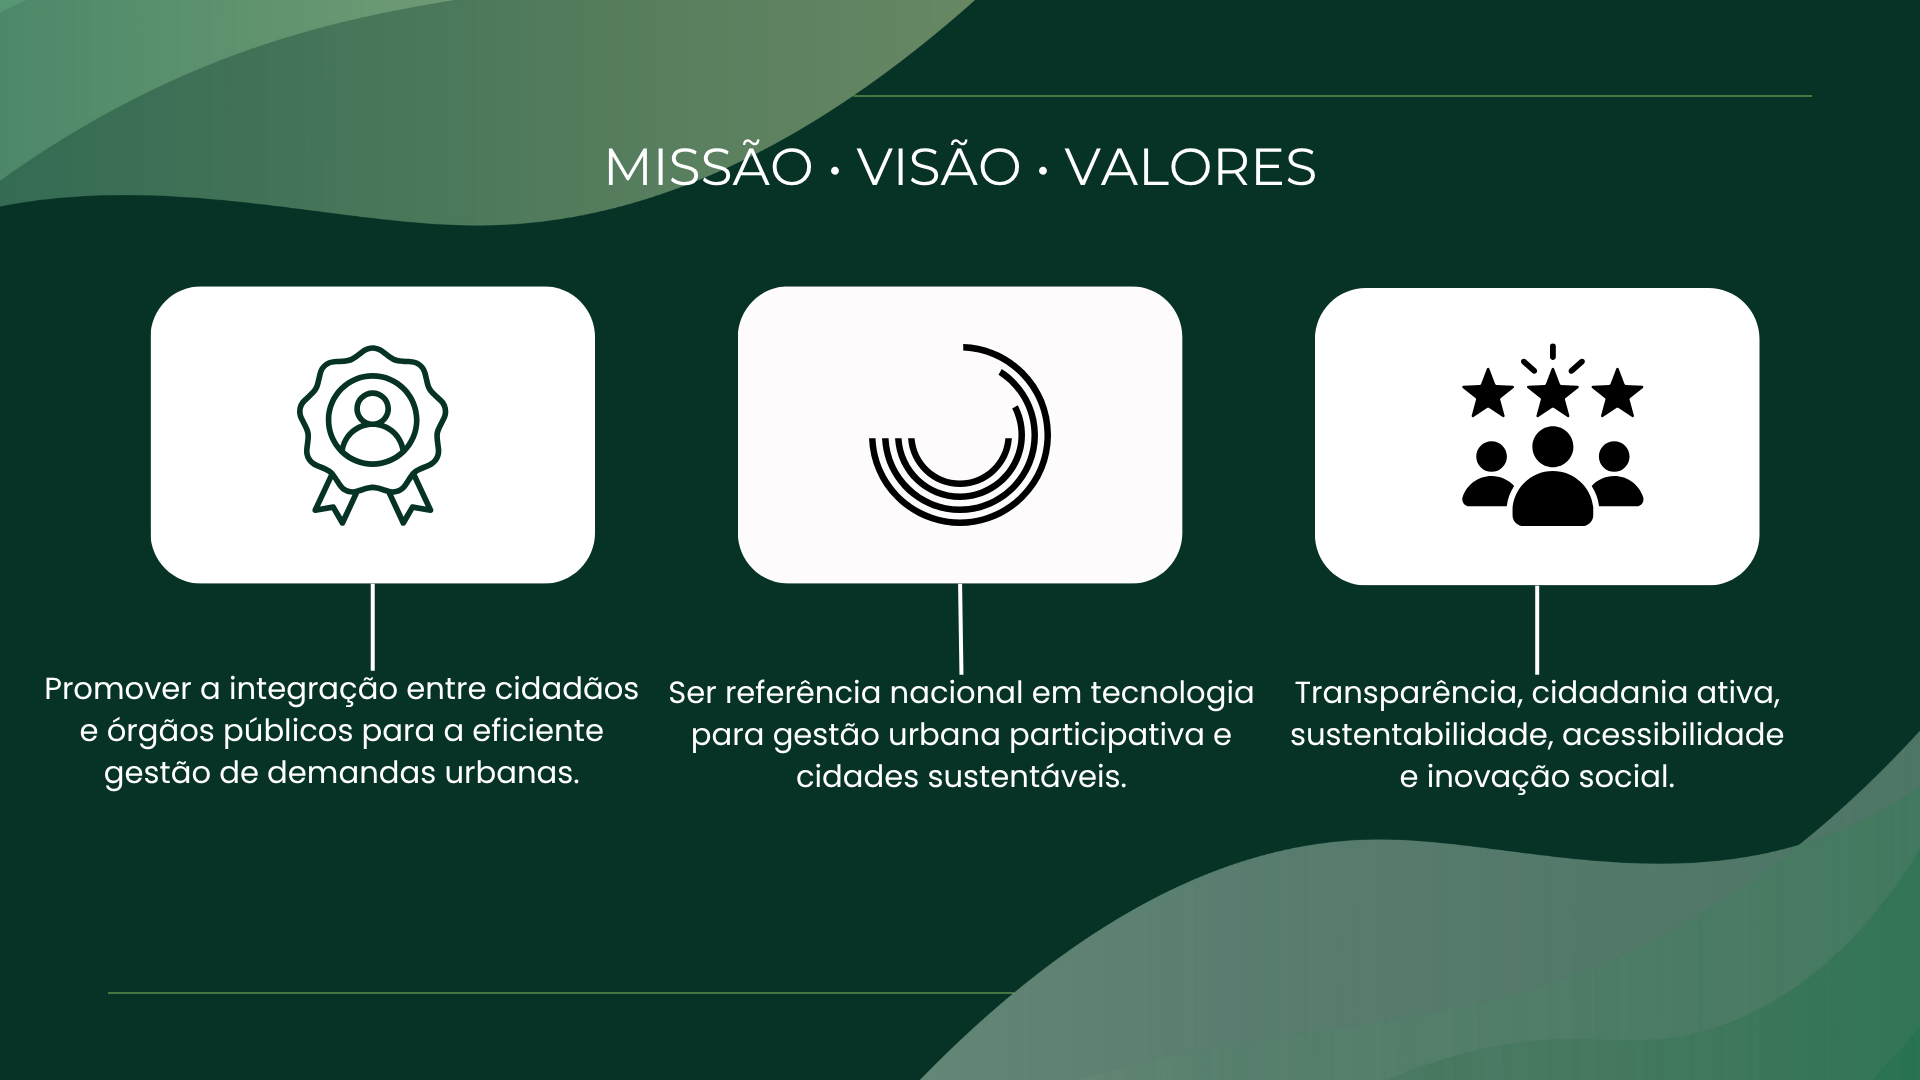 MISSÃO • VISÃO • VALORES
Promover a integração entre cidadãos
e órgãos públicos para a eficiente
gestão de demandas urbanas.
Ser referência nacional em tecnologia
para gestão urbana participativa e
cidades sustentáveis.
Transparência, cidadania ativa,
sustentabilidade, acessibilidade
e inovação social.